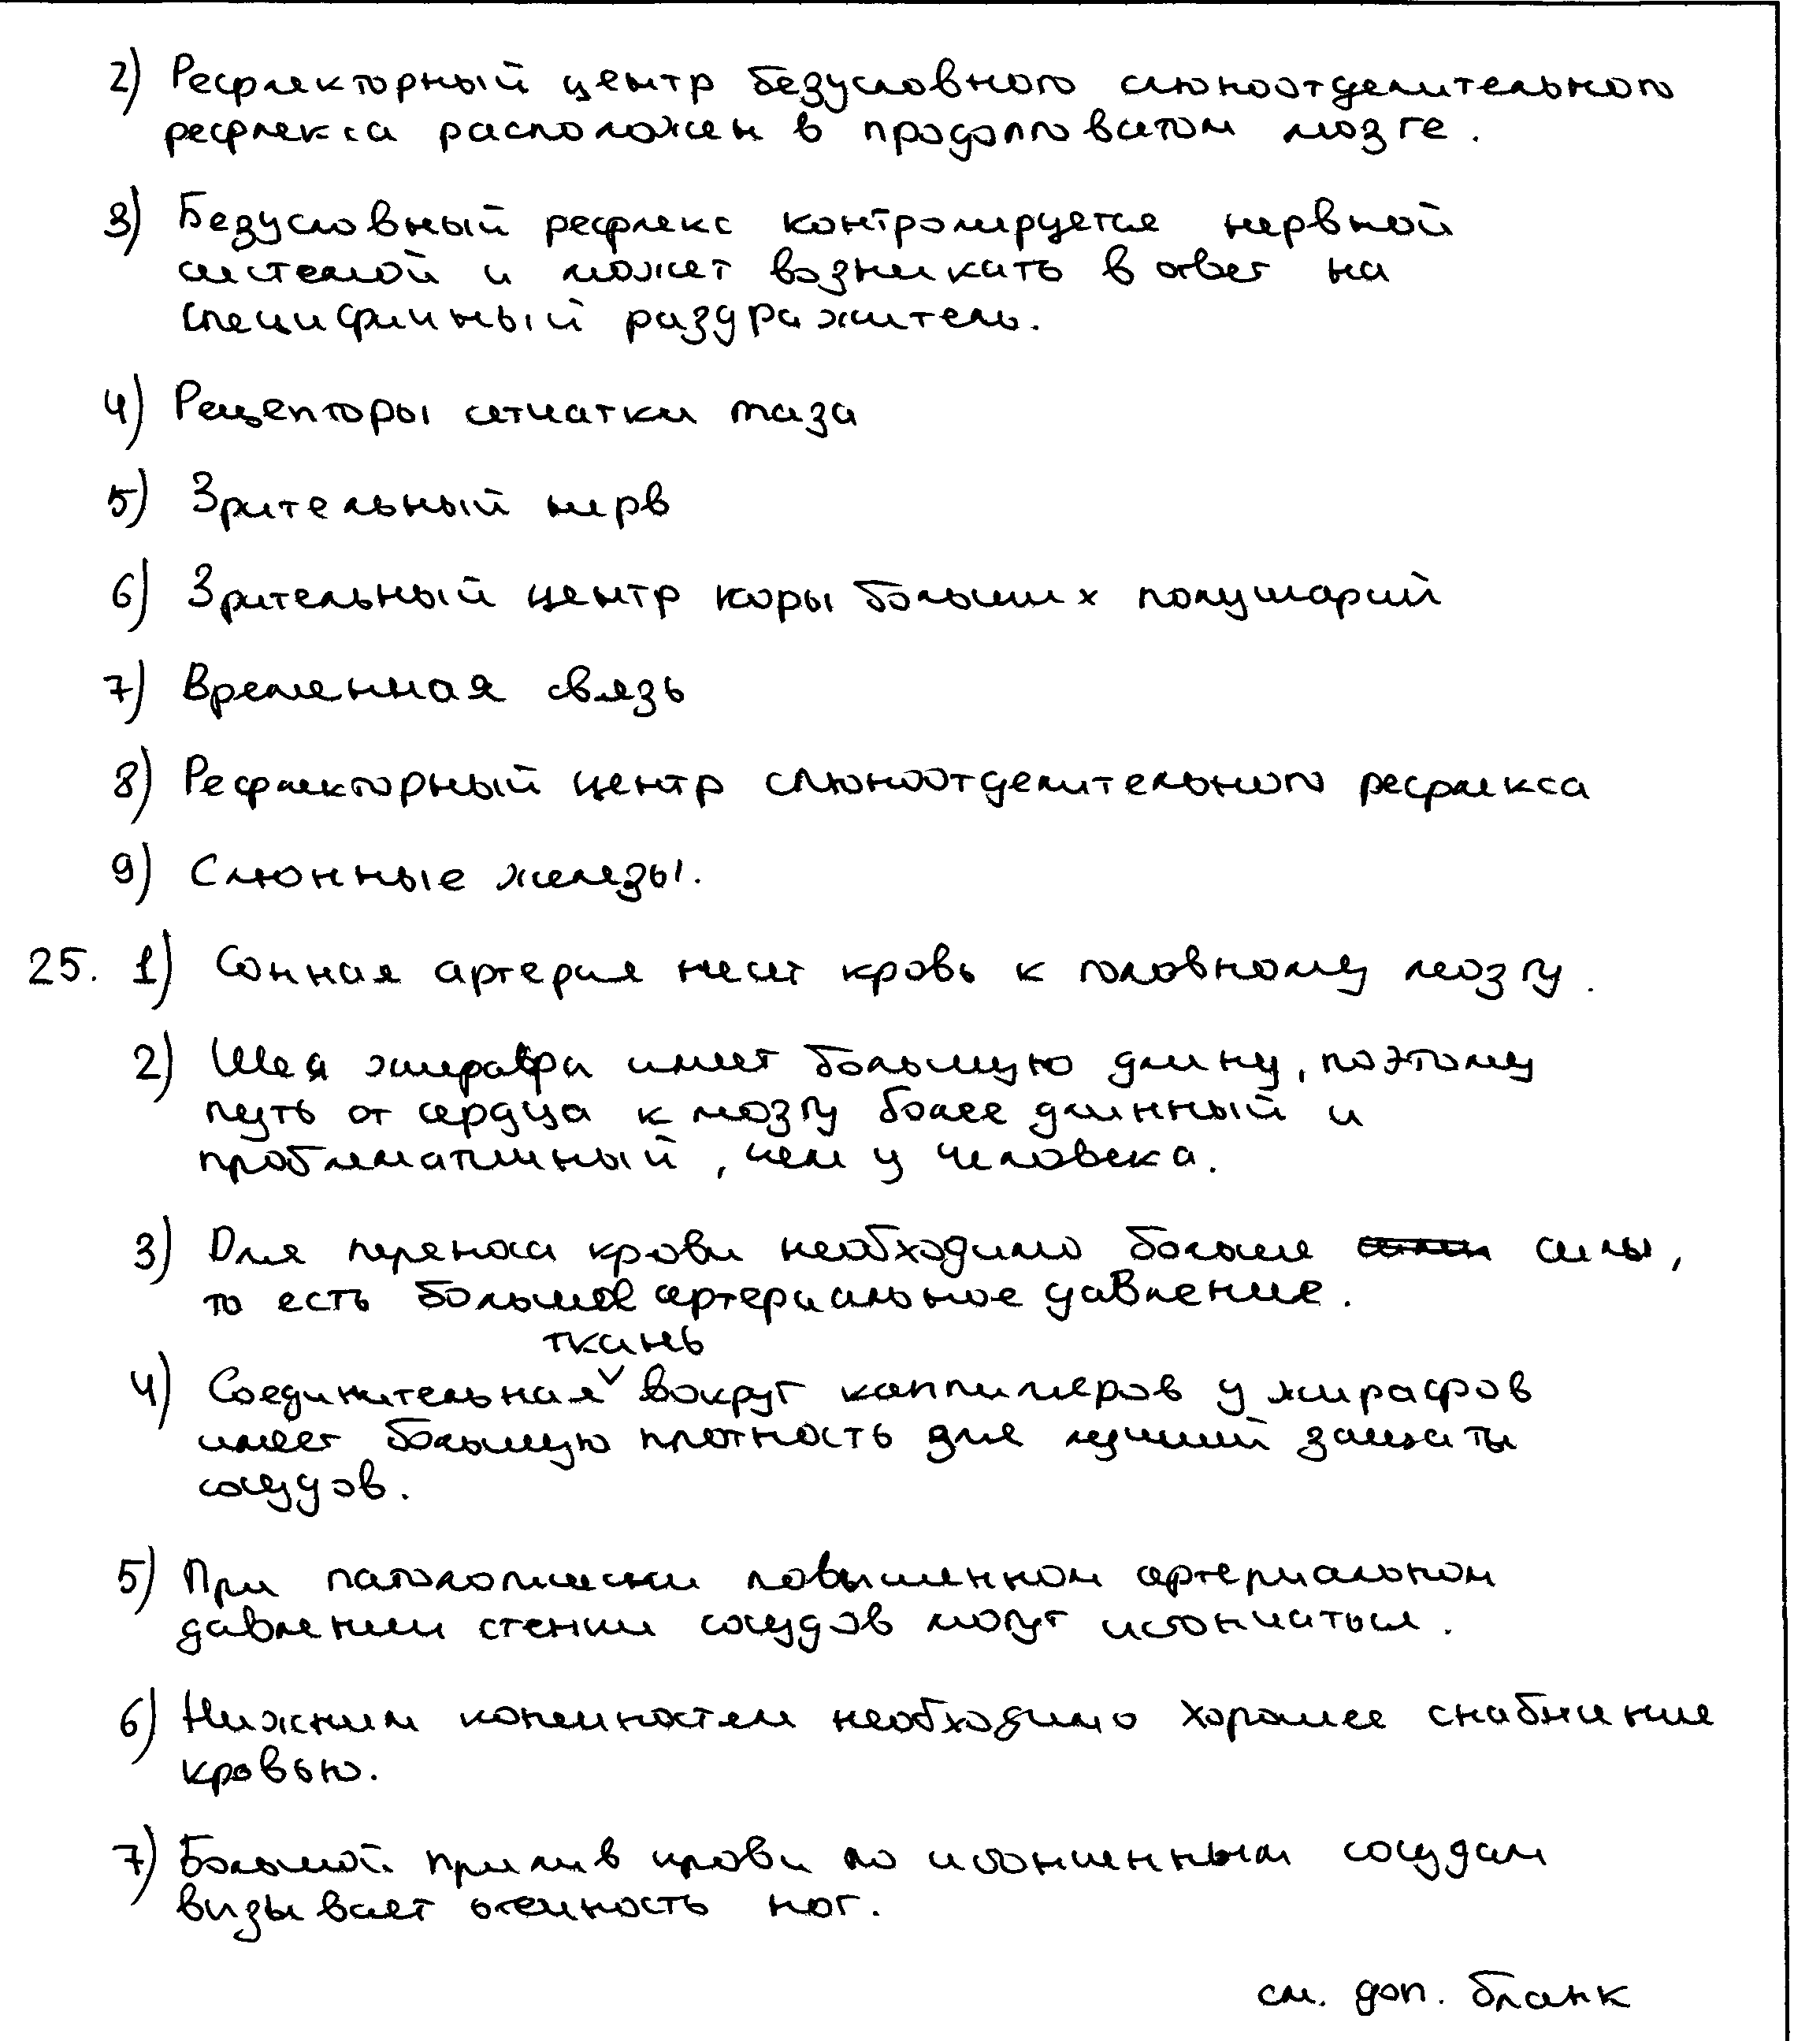 2) Рефлекторный центр безусловного слюноотделительного
рефлекса расположен в продолговатом мозге.
3) Безусловный рефлекс контролируется нервной
системой и может возникать в ответ на
специфичный раздражитель.
4) Рецепторы сетчатки глаза
5) Зрительный нерв
6) Зрительный центр коры больших полушарий
7) Временная связь
8) Рефлекторный центр слюноотделительного рефлекса
9) Слюнные железы.
25. 1) Сонная артерия несет кровь к головному мозгу.
2) Шея жирафа имеет большую длину, поэтому
путь от сердца к мозгу более длинный и
проблематичный, чем у человека.
3) Для переноса крови необходимо больше силы,
то есть большое артериальное давление.
ткань
4) Соединительная вокруг капилляров у жирафов
имеет большую плотность для лучшей защиты
сосудов.
5) При патологически повышенном артериальном
давлении стенки сосудов могут истончаться.
6) Нижним конечностям необходимо хорошее снабжение
кровью.
7) Большой прилив крови по истонченным сосудам
вызывает отечность ног.
см. доп. бланк